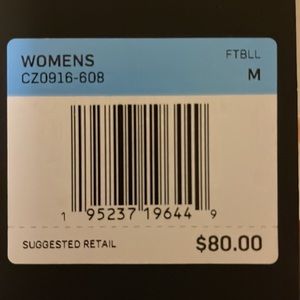 WOMENS FTBLL
CZ0916-608 M
1 95237 19644 9
SUGGESTED RETAIL $80.00